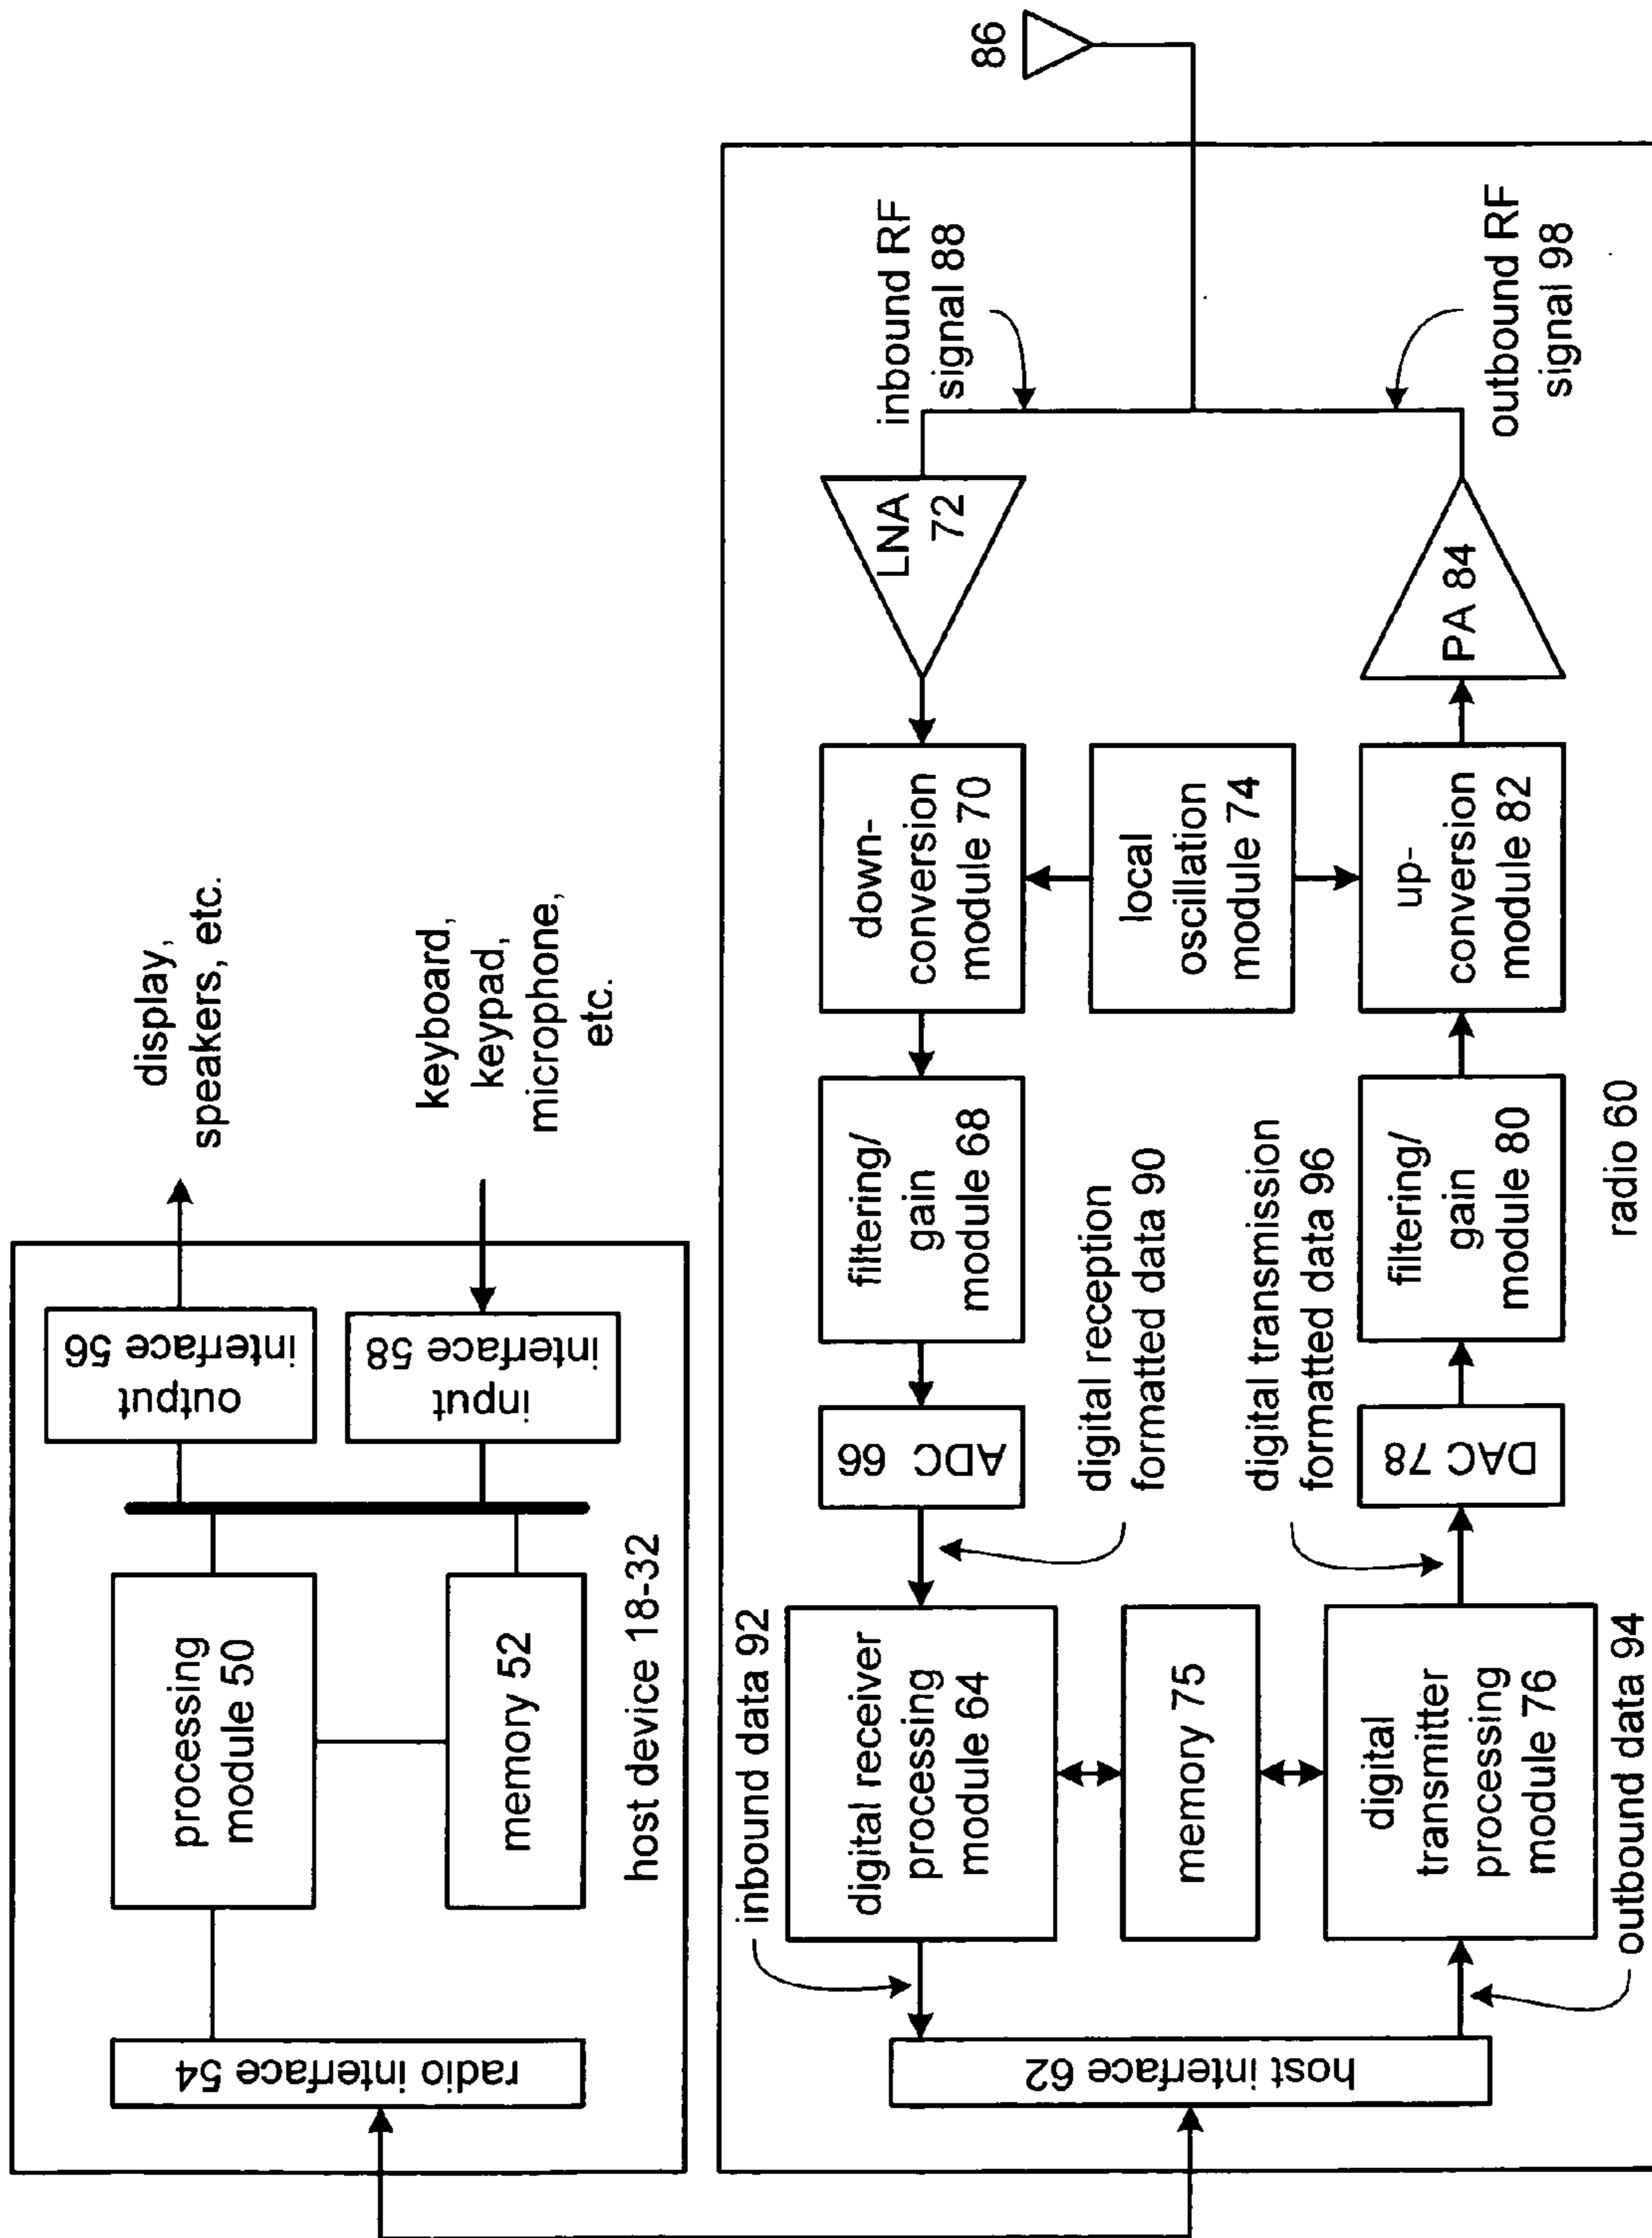 display,
speakers, etc.
keyboard,
keypad,
microphone,
etc.
output
interface 56
input
interface 58
processing
module 50
memory 52
radio interface 54
host device 18-32
86
inbound RF
signal 88
outbound RF
signal 98
LNA
72
PA 84
down-
conversion
module 70
local
oscillation
module 74
up-
conversion
module 82
filtering/
gain
module 68
filtering/
gain
module 80
digital reception
formatted data 90
digital transmission
formatted data 96
ADC 66
DAC 78
inbound data 92
digital receiver
processing
module 64
memory 75
digital
transmitter
processing
module 76
outbound data 94
host interface 62
radio 60